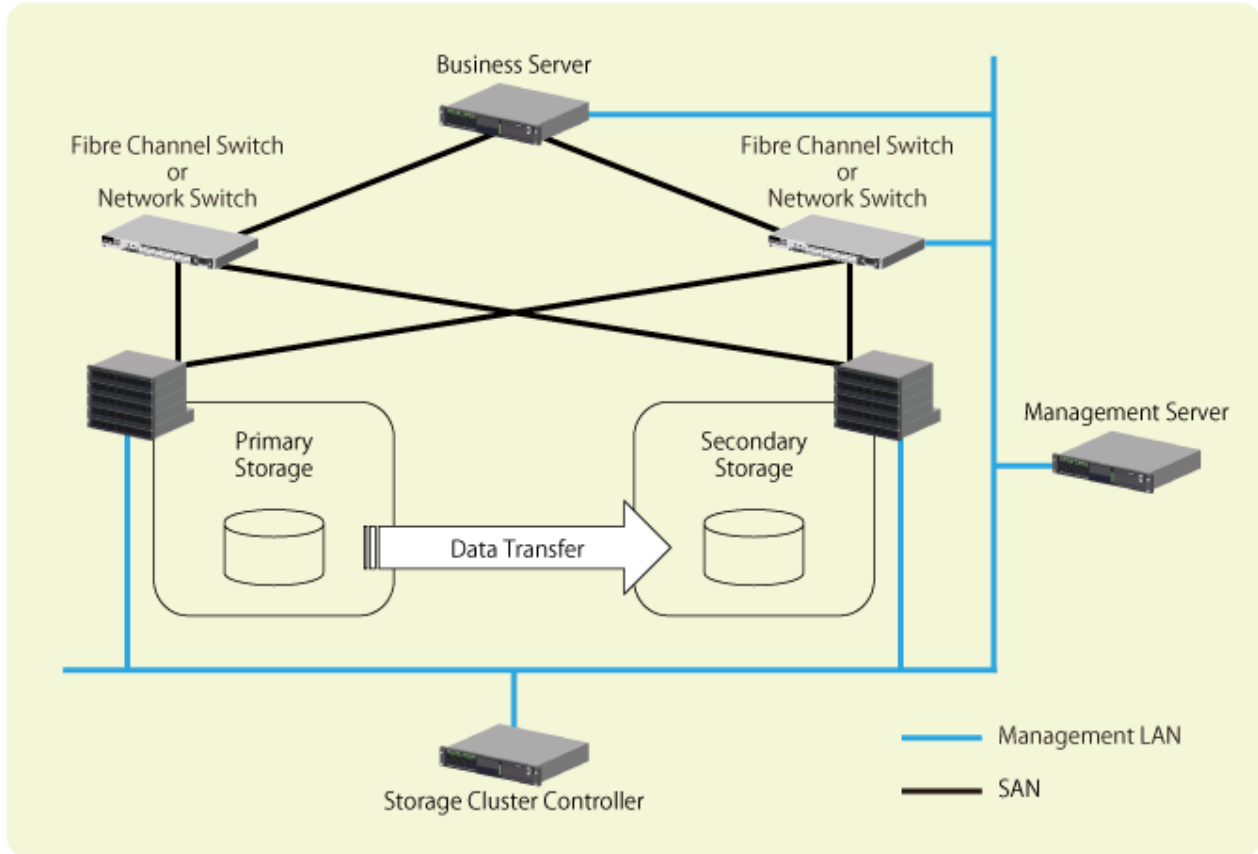 Business Server
Fibre Channel Switch
or
Network Switch
Fibre Channel Switch
or
Network Switch
Primary
Storage
Secondary
Storage
Management Server
Data Transfer
Management LAN
SAN
Storage Cluster Controller